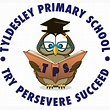 TYLDESLEY PRIMARY SCHOOL
TPS
TRY PERSEVERE SUCCEED